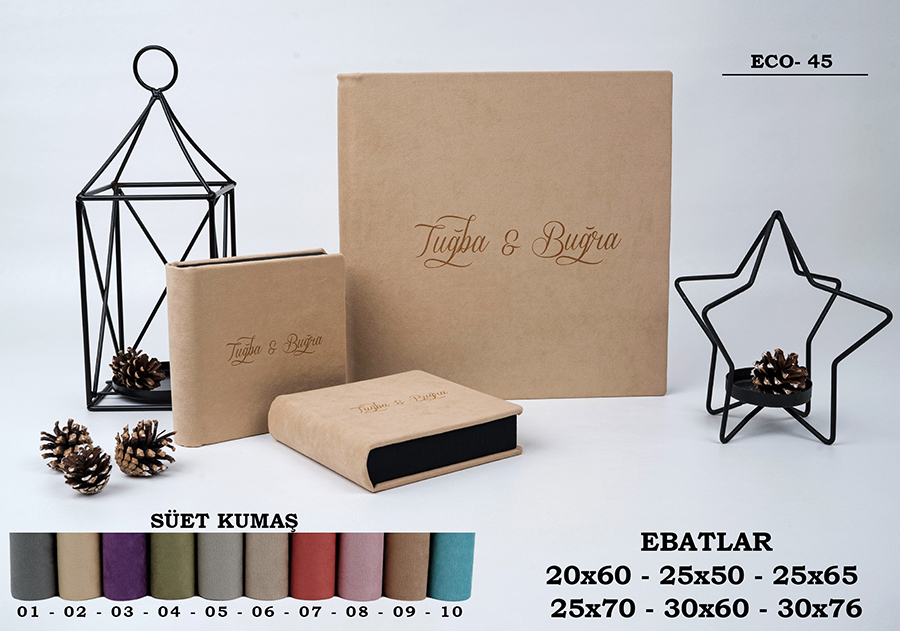 ECO- 45
Tuğba & Buğra
Tuğba & Buğra
Tuğba & Buğra
SÜET KUMAŞ
01 - 02 - 03 - 04 - 05 - 06 - 07 - 08 - 09 - 10
EBATLAR
20x60 - 25x50 - 25x65
25x70 - 30x60 - 30x76